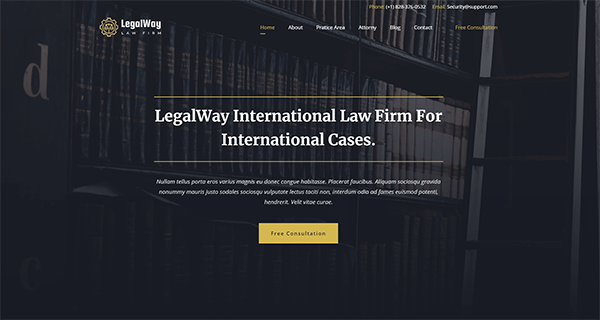 Phone: (+1) 828-376-0532 Email: Security@support.com
LegalWay
LAW FIRM
Home About Pratice Area Attorny Blog Contact Free Consultation
LegalWay International Law Firm For
International Cases.
Nullam tellus porta eros varius magnis eu donec congue habitasse. Placerat faucibus. Aliquam sociosqu gravida
nonummy mauris justo sodales sociosqu vulputate lectus taciti non, interdum odio ad fames euismod potenti,
hendrerit. Velit vitae curae.
Free Consultation
d